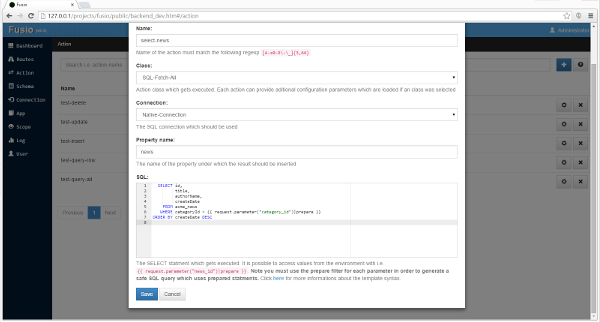 Fusio
127.0.0.1/projects/fusio/public/backend_dev.htm#/action
Fusio
Administrator
Dashboard
Routes
Action
Schema
Connection
App
Scope
Log
User
Action
Search i.e. action-name
Name
test-delete
test-update
test-insert
test-query-row
test-query-all
Previous 1 Next
Name:
select-news
Name of the action must match the following regexp
Class:
SQL-Fetch-All
Action class which gets executed. Each action can provide aditional configuration parameters which are loaded if an class was selected
Connection:
Native-Connection
The SQL connection which should be used
Property name:
news
The name of the property under which the result should be inserted
SQL:
1 SELECT id,
2 title,
3 authorName,
4 createDate
5 FROM acme_news
6 WHERE categoryId = {{ request.parameter("category_id")|prepare }}
7 ORDER BY createDate DESC
8
The SELECT statment which gets executed. It is possible to access values from the environment with i.e.
{{ request.parameter("news_id")|prepare }} Note you must use the prepare filter for each parameter in order to generate a
safe SQL query which uses prepared statments. Click here for more informations about the template syntax.
Save Cancel